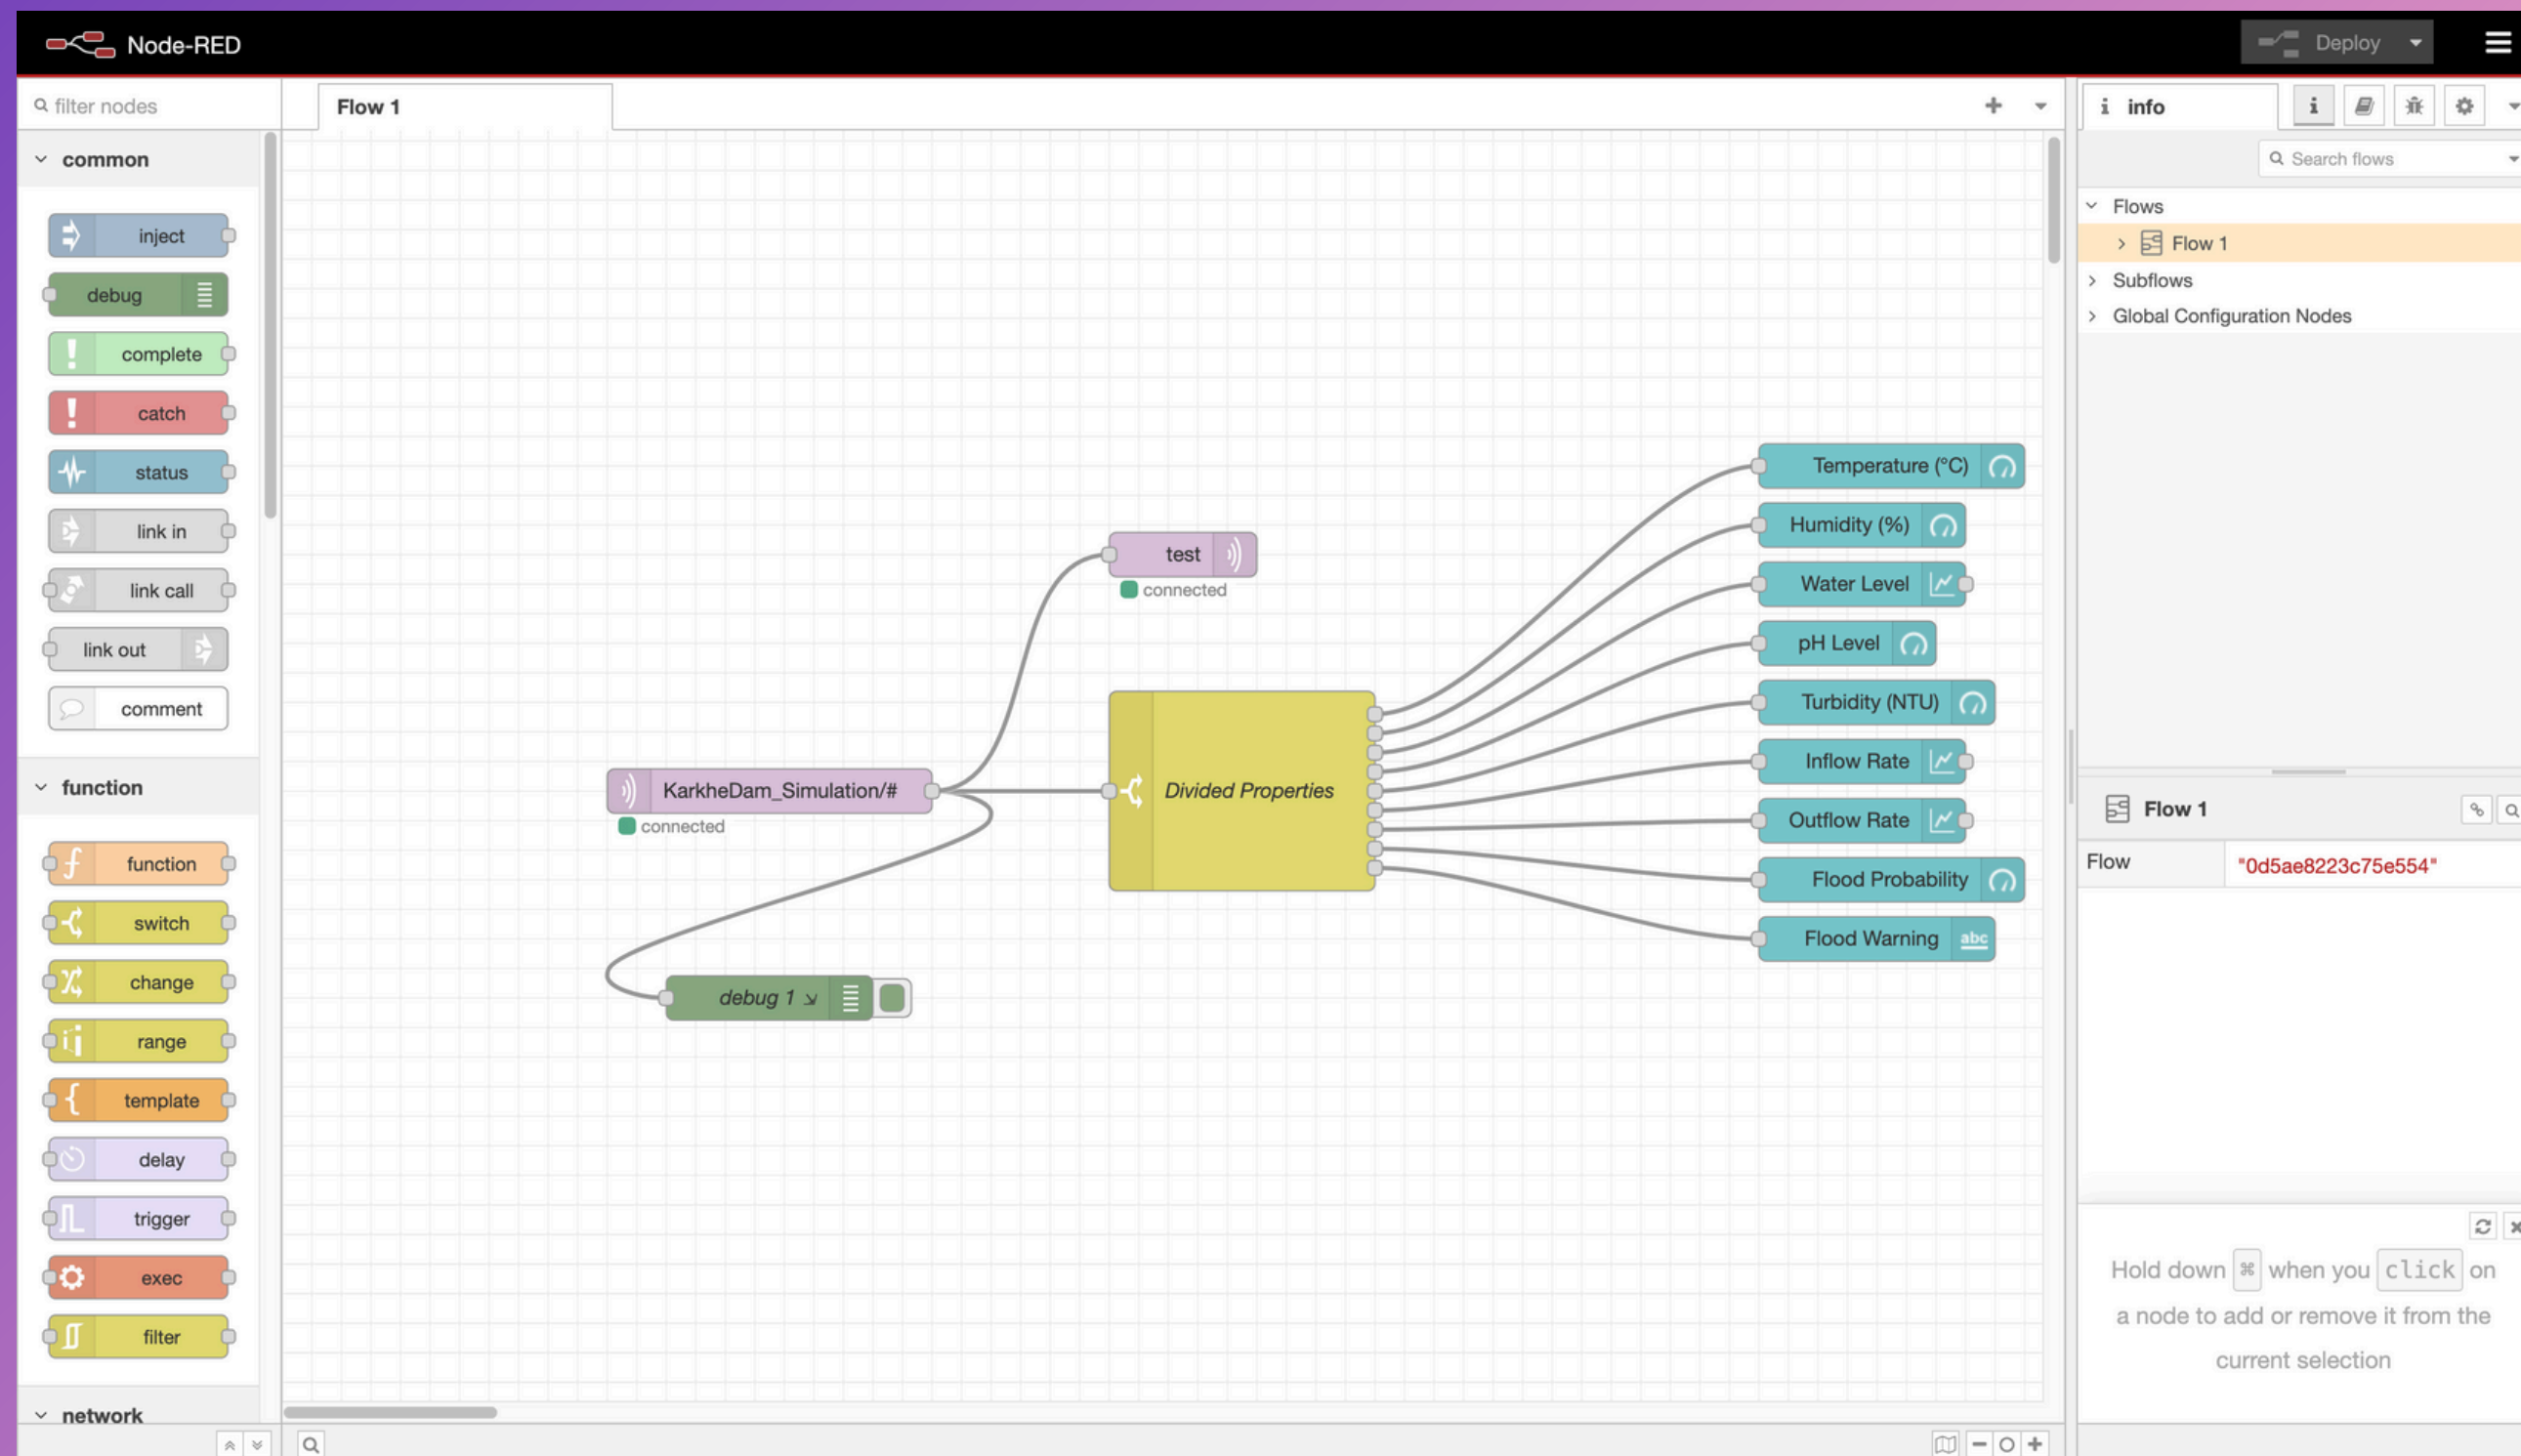 Node-RED
Deploy
filter nodes
Flow 1
info
i
Search flows
common
inject
debug
complete
catch
status
link in
link call
link out
comment
function
function
switch
change
range
template
delay
trigger
exec
filter
network
KarkheDam_Simulation/#
connected
test
connected
Divided Properties
debug 1
Temperature (°C)
Humidity (%)
Water Level
pH Level
Turbidity (NTU)
Inflow Rate
Outflow Rate
Flood Probability
Flood Warning abc
Flows
Flow 1
Subflows
Global Configuration Nodes
Flow 1
Flow "0d5ae8223c75e554"
Hold down ⌘ when you click on
a node to add or remove it from the
current selection